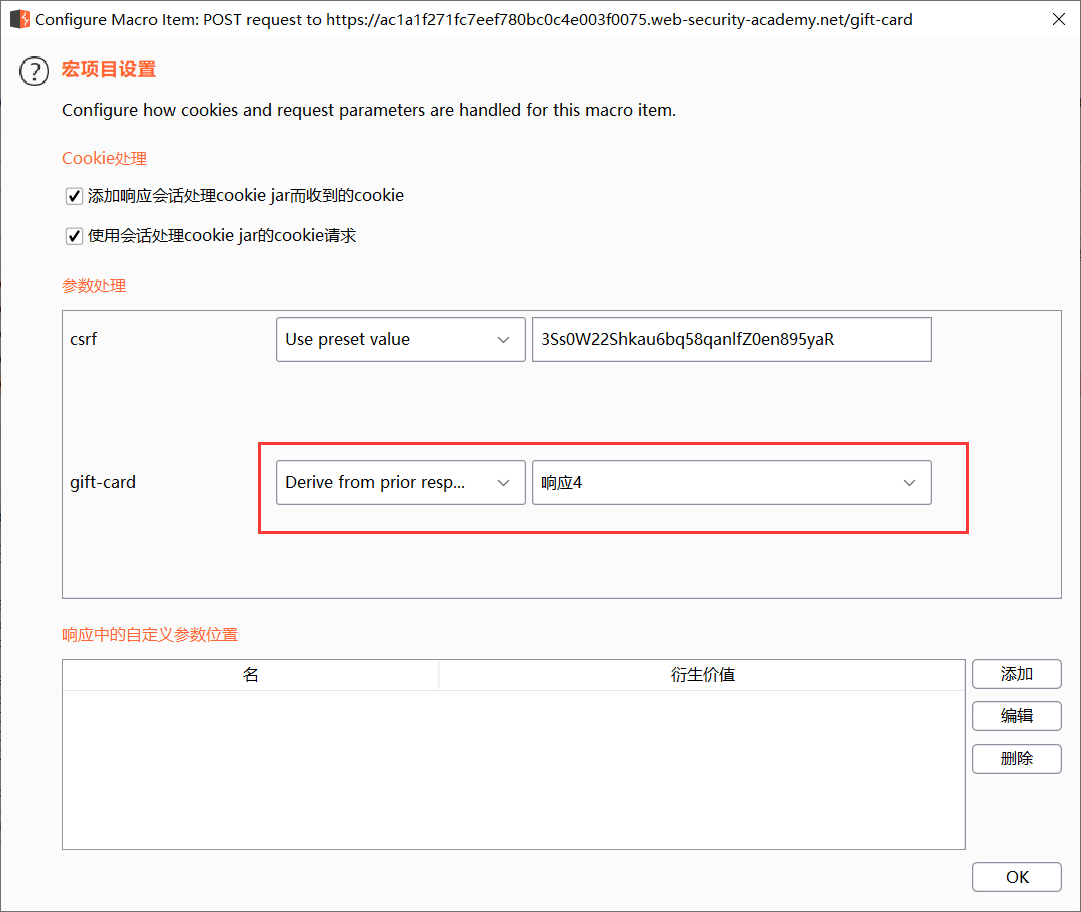 Configure Macro Item: POST request to https://ac1a1f271fc7eef780bc0c4e003f0075.web-security-academy.net/gift-card
?
宏项目设置
Configure how cookies and request parameters are handled for this macro item.
Cookie处理
添加响应会话处理cookie jar而收到的cookie
使用会话处理cookie jar的cookie请求
参数处理
csrf Use preset value 3Ss0W22Shkau6bq58qanlfZ0en895yaR
gift-card Derive from prior resp... 响应4
响应中的自定义参数位置
名 衍生价值
添加
编辑
删除
OK